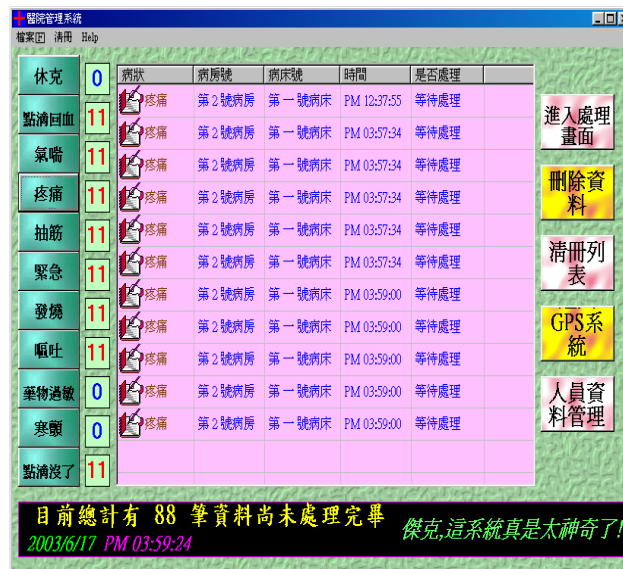 醫院管理系統
檔案F 清冊 Help
休克 0
點滴回血 11
氣喘 11
疼痛 11
抽筋 11
緊急 11
發燒 11
嘔吐 11
藥物過敏 0
寒顫 0
點滴沒了 11
病狀 病房號 病床號 時間 是否處理
疼痛 第2號病房 第一號病床 PM 12:37:55 等待處理
疼痛 第2號病房 第一號病床 PM 03:57:34 等待處理
疼痛 第2號病房 第一號病床 PM 03:57:34 等待處理
疼痛 第2號病房 第一號病床 PM 03:57:34 等待處理
疼痛 第2號病房 第一號病床 PM 03:57:34 等待處理
疼痛 第2號病房 第一號病床 PM 03:57:34 等待處理
疼痛 第2號病房 第一號病床 PM 03:59:00 等待處理
疼痛 第2號病房 第一號病床 PM 03:59:00 等待處理
疼痛 第2號病房 第一號病床 PM 03:59:00 等待處理
疼痛 第2號病房 第一號病床 PM 03:59:00 等待處理
疼痛 第2號病房 第一號病床 PM 03:59:00 等待處理
進入處理
畫面
刪除資
料
清冊列
表
GPS系
統
人員資
料管理
目前總計有 88 筆資料尚未處理完畢
2003/6/17 PM 03:59:24
傑克,這系統真是太神奇了!